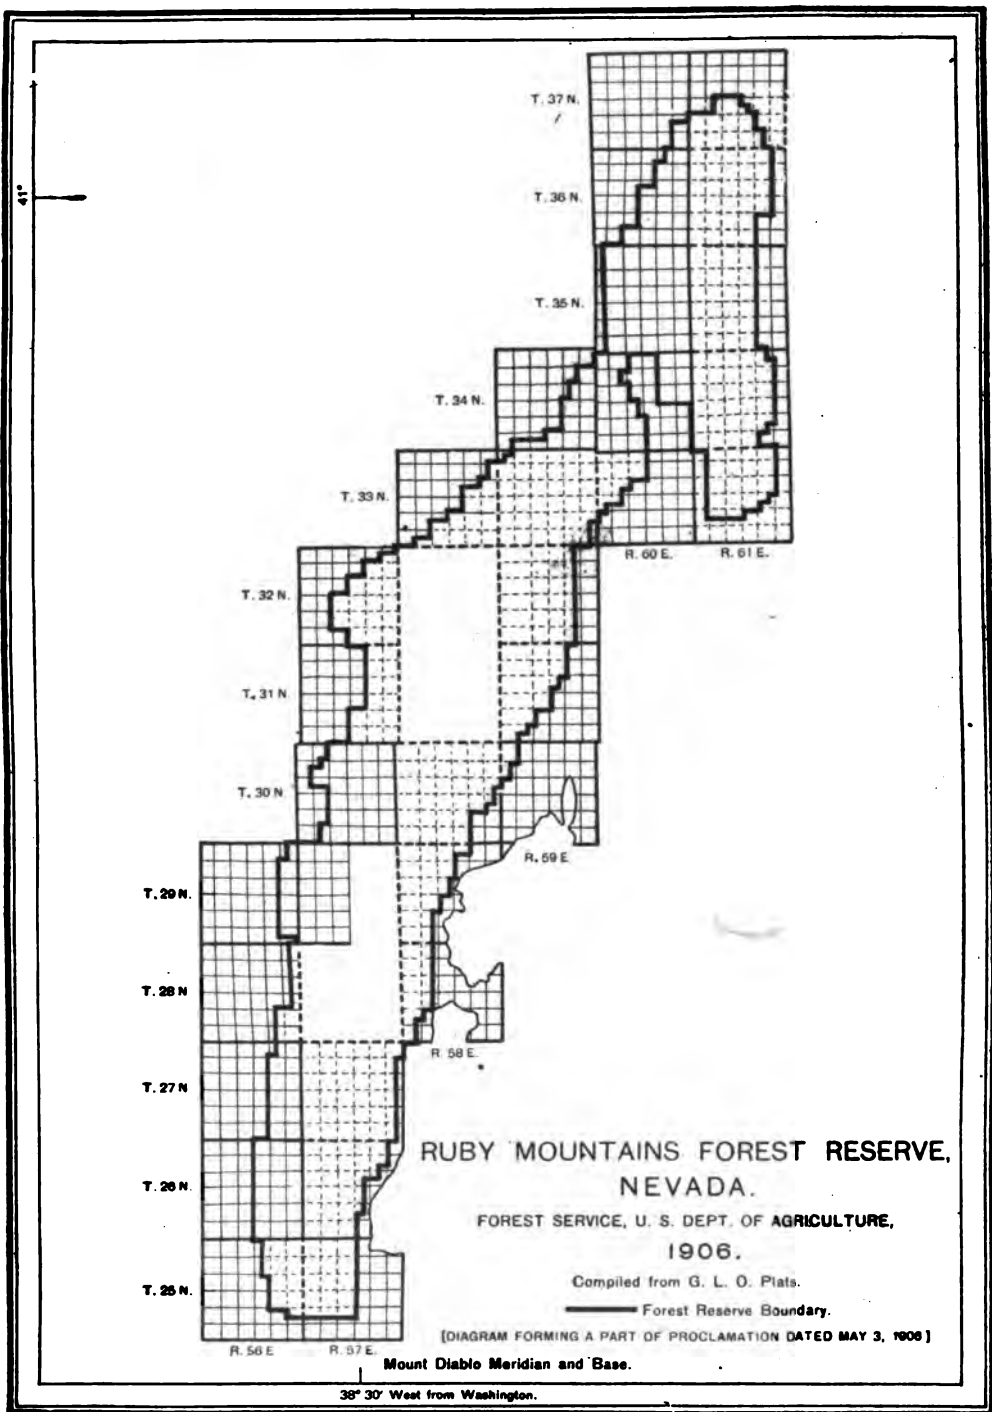 T. 37 N.
41°
T. 36 N.
T. 35 N.
T. 34 N.
T. 33 N.
R. 60 E.
R. 61 E.
T. 32 N.
T. 31 N
T. 30 N
R. 59 E
T. 29 N.
T. 28 N
R. 58 E.
T. 27 N
T. 26 N.
T. 25 N.
R. 56 E
R. 57 E.
RUBY MOUNTAINS FOREST RESERVE,
NEVADA.
FOREST SERVICE, U. S. DEPT. OF AGRICULTURE,
1906.
Compiled from G. L. O. Plats.
Forest Reserve Boundary.
[DIAGRAM FORMING A PART OF PROCLAMATION DATED MAY 3, 1906]
Mount Diablo Meridian and Base.
38° 30′ West from Washington.